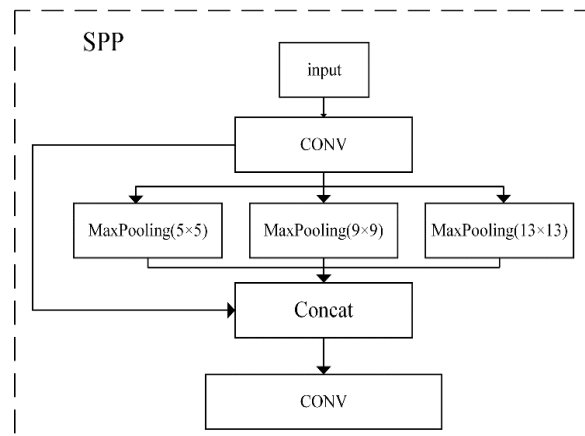 SPP
input
CONV
MaxPooling(5×5)
MaxPooling(9×9)
MaxPooling(13×13)
Concat
CONV